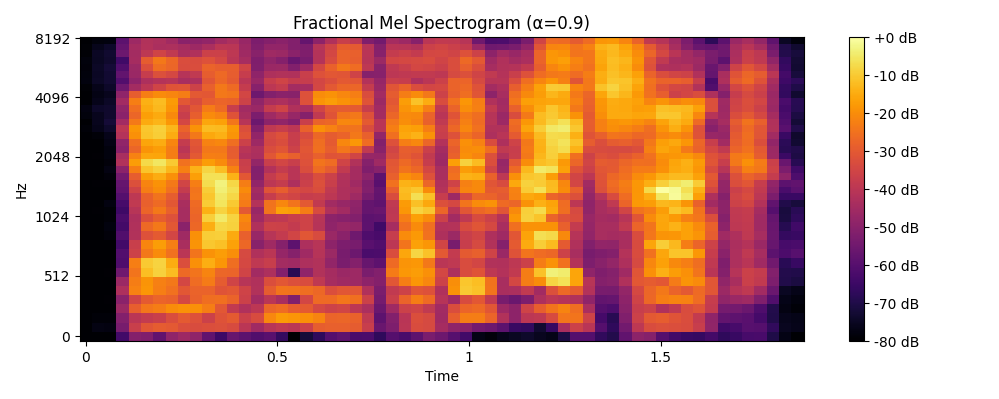 Fractional Mel Spectrogram (α=0.9)
8192
4096
2048
1024
512
0
Hz
0
0.5
1
1.5
Time
+0 dB
-10 dB
-20 dB
-30 dB
-40 dB
-50 dB
-60 dB
-70 dB
-80 dB